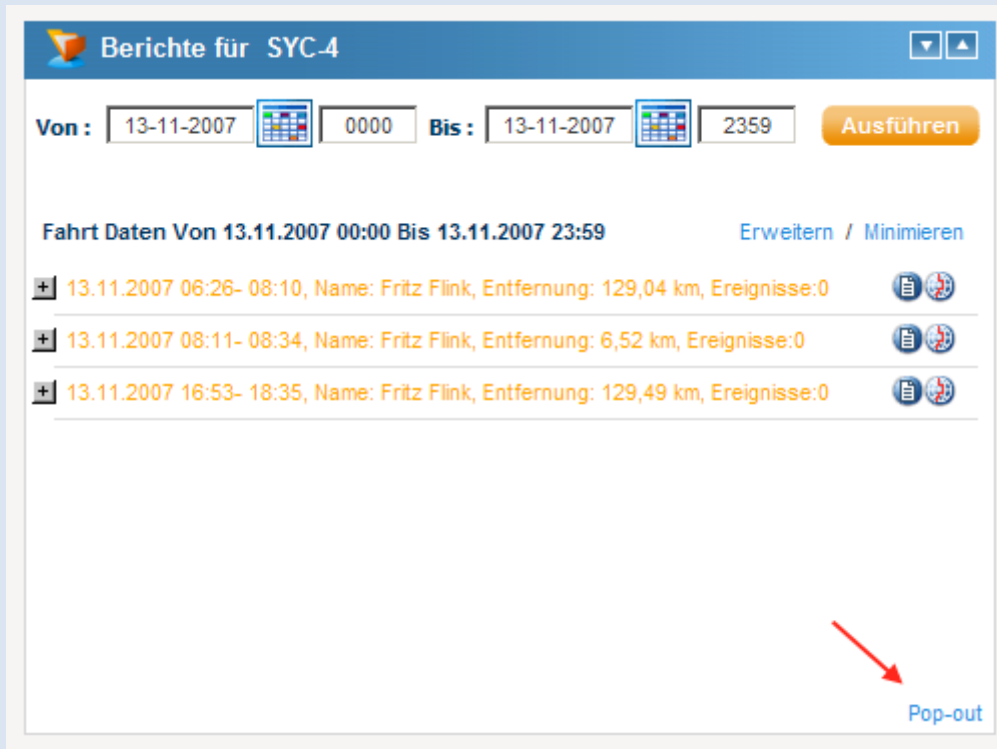 Berichte für SYC-4
Von : 13-11-2007 0000 Bis : 13-11-2007 2359 Ausführen
Fahrt Daten Von 13.11.2007 00:00 Bis 13.11.2007 23:59 Erweitern / Minimieren
13.11.2007 06:26- 08:10, Name: Fritz Flink, Entfernung: 129,04 km, Ereignisse:0
13.11.2007 08:11- 08:34, Name: Fritz Flink, Entfernung: 6,52 km, Ereignisse:0
13.11.2007 16:53- 18:35, Name: Fritz Flink, Entfernung: 129,49 km, Ereignisse:0
Pop-out